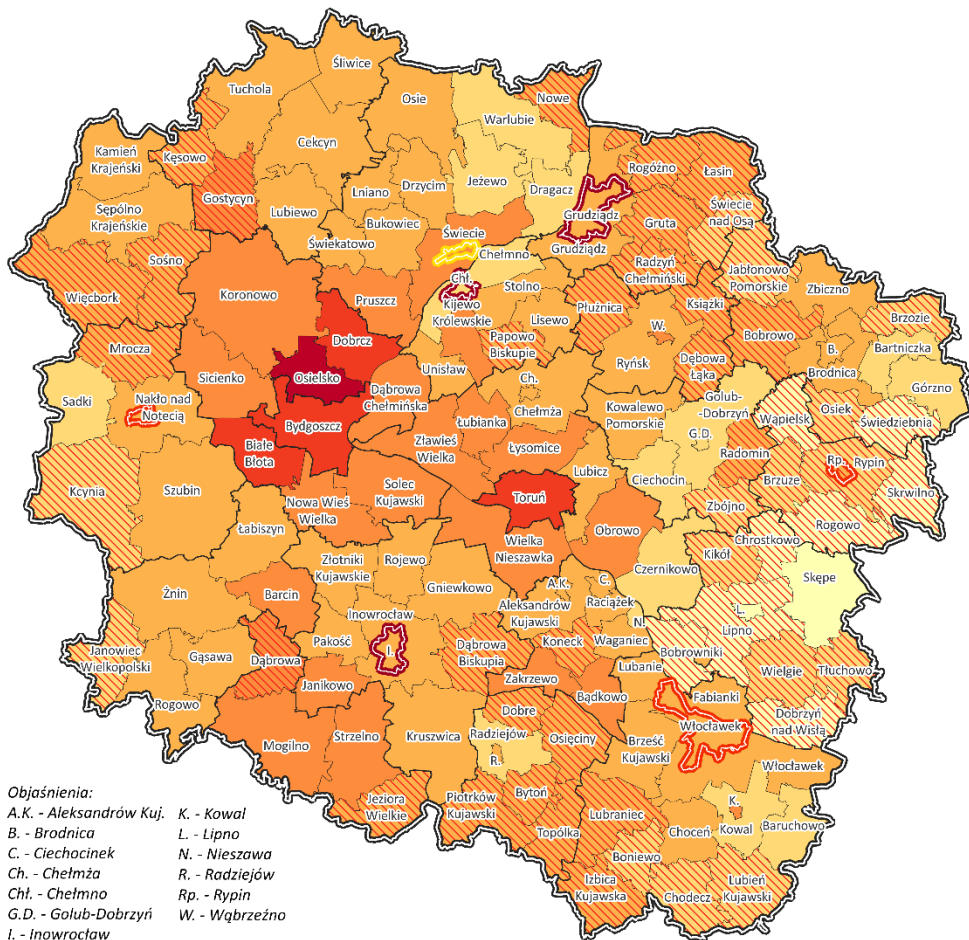 Śliwice
Tuchola
Osie
Nowe
Warlubie
Cekcyn
Kamień
Krajeński
Kęsowo
Rogóźno
Łasin
Jeżewo
Dragacz
Lniano
Drzycim
Gostycyn
Sępólno
Krajeńskie
Lubiewo
Bukowiec
Grudziądz
Gruta
Świecie
nad Osą
Świekatowo
Świecie
Grudziądz
Sośno
Chełmno
Radzyń
Chełmiński
Jabłonowo
Pomorskie
Zbiczno
Więcbork
Koronowo
Pruszcz
Chł.
Stolno
Kijewo
Królewskie
Płużnica
Książki
Brzozie
Lisewo
W.
Bobrowo
Bartniczka
Mrocza
Dobrcz
Papowo
Biskupie
B.
Sicienko
Osielsko
Unisław
Ryńsk
Dębowa
Łąka
Brodnica
Górzno
Sadki
Nakło nad
Notecią
Dąbrowa
Chełmińska
Ch.
Chełmża
Golub-
-Dobrzyń
Wąpielsk
Osiek
Świedziebnia
Bydgoszcz
Łubianka
Kowalewo
Pomorskie
G.D.
Białe
Błota
Zławieś
Wielka
Łysomice
Radomin
Rp.
Rypin
Kcynia
Szubin
Solec
Kujawski
Lubicz
Ciechocin
Brzuze
Skrwilno
Nowa Wieś
Wielka
Toruń
Zbójno
Rogowo
Łabiszyn
Obrowo
Wielka
Nieszawka
Chrostkowo
Kikół
Złotniki
Kujawskie
Rojewo
Czernikowo
Skępe
Żnin
Barcin
Gniewkowo
A.K.
C.
Inowrocław
Aleksandrów
Kujawski
Raciążek
L.
N.
Lipno
Janowiec
Wielkopolski
Gąsawa
Dąbrowa
Pakość
I.
Dąbrowa
Biskupia
Koneck
Waganiec
Bobrowniki
Lubanie
Wielgie
Tłuchowo
Janikowo
Zakrzewo
Bądkowo
Fabianki
Rogowo
Dobre
Dobrzyń
nad Wisłą
Mogilno
Strzelno
Kruszwica
Radziejów
Osięciny
Brześć
Kujawski
Włocławek
R.
Włocławek
Jeziora
Wielkie
Piotrków
Kujawski
Bytoń
Lubraniec
K.
Choceń
Kowal
Baruchowo
Topólka
Boniewo
Izbica
Kujawska
Chodecz
Lubień
Kujawski
Objaśnienia:
A.K. - Aleksandrów Kuj.
B. - Brodnica
C. - Ciechocinek
Ch. - Chełmża
Chł. - Chełmno
G.D. - Golub-Dobrzyń
I. - Inowrocław
K. - Kowal
L. - Lipno
N. - Nieszawa
R. - Radziejów
Rp. - Rypin
W. - Wąbrzeźno